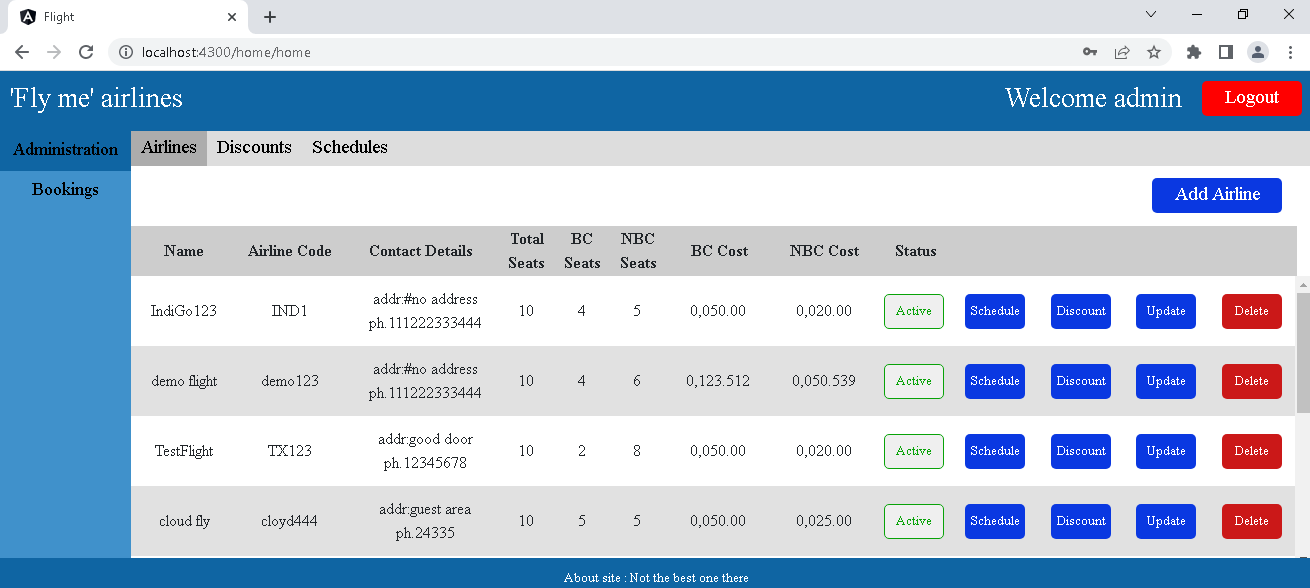 Flight
localhost:4300/home/home
'Fly me' airlines Welcome admin Logout
Administration Airlines Discounts Schedules
Bookings
Add Airline
Name Airline Code Contact Details Total Seats BC Seats NBC Seats BC Cost NBC Cost Status
IndiGo123 IND1 addr:#no address ph.111222333444 10 4 5 0,050.00 0,020.00 Active Schedule Discount Update Delete
demo flight demo123 addr:#no address ph.111222333444 10 4 6 0,123.512 0,050.539 Active Schedule Discount Update Delete
TestFlight TX123 addr:good door ph.12345678 10 2 8 0,050.00 0,020.00 Active Schedule Discount Update Delete
cloud fly cloyd444 addr:guest area ph.24335 10 5 5 0,050.00 0,025.00 Active Schedule Discount Update Delete
About site : Not the best one there